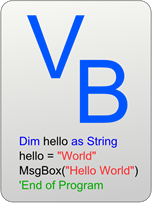 VB
Dim hello as String
hello = "World"
MsgBox("Hello World")
'End of Program